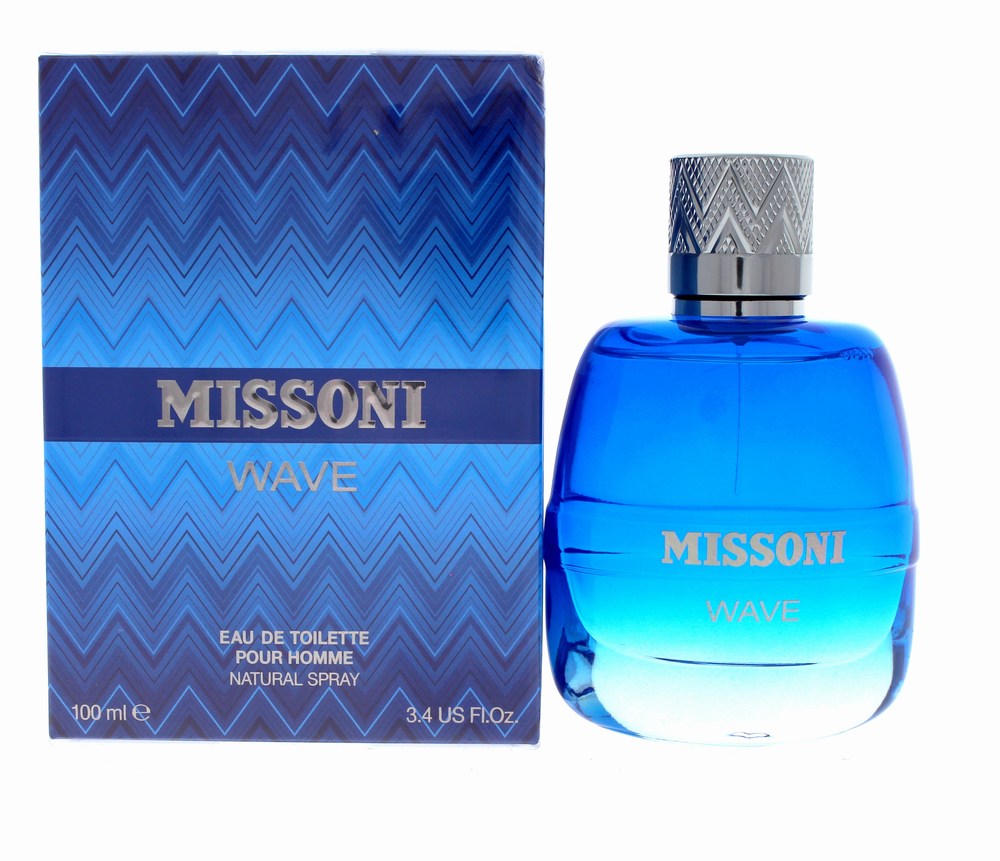 MISSONI
WAVE
EAU DE TOILETTE
POUR HOMME
NATURAL SPRAY
100 ml ℮
3.4 US Fl.Oz.
MISSONI
WAVE